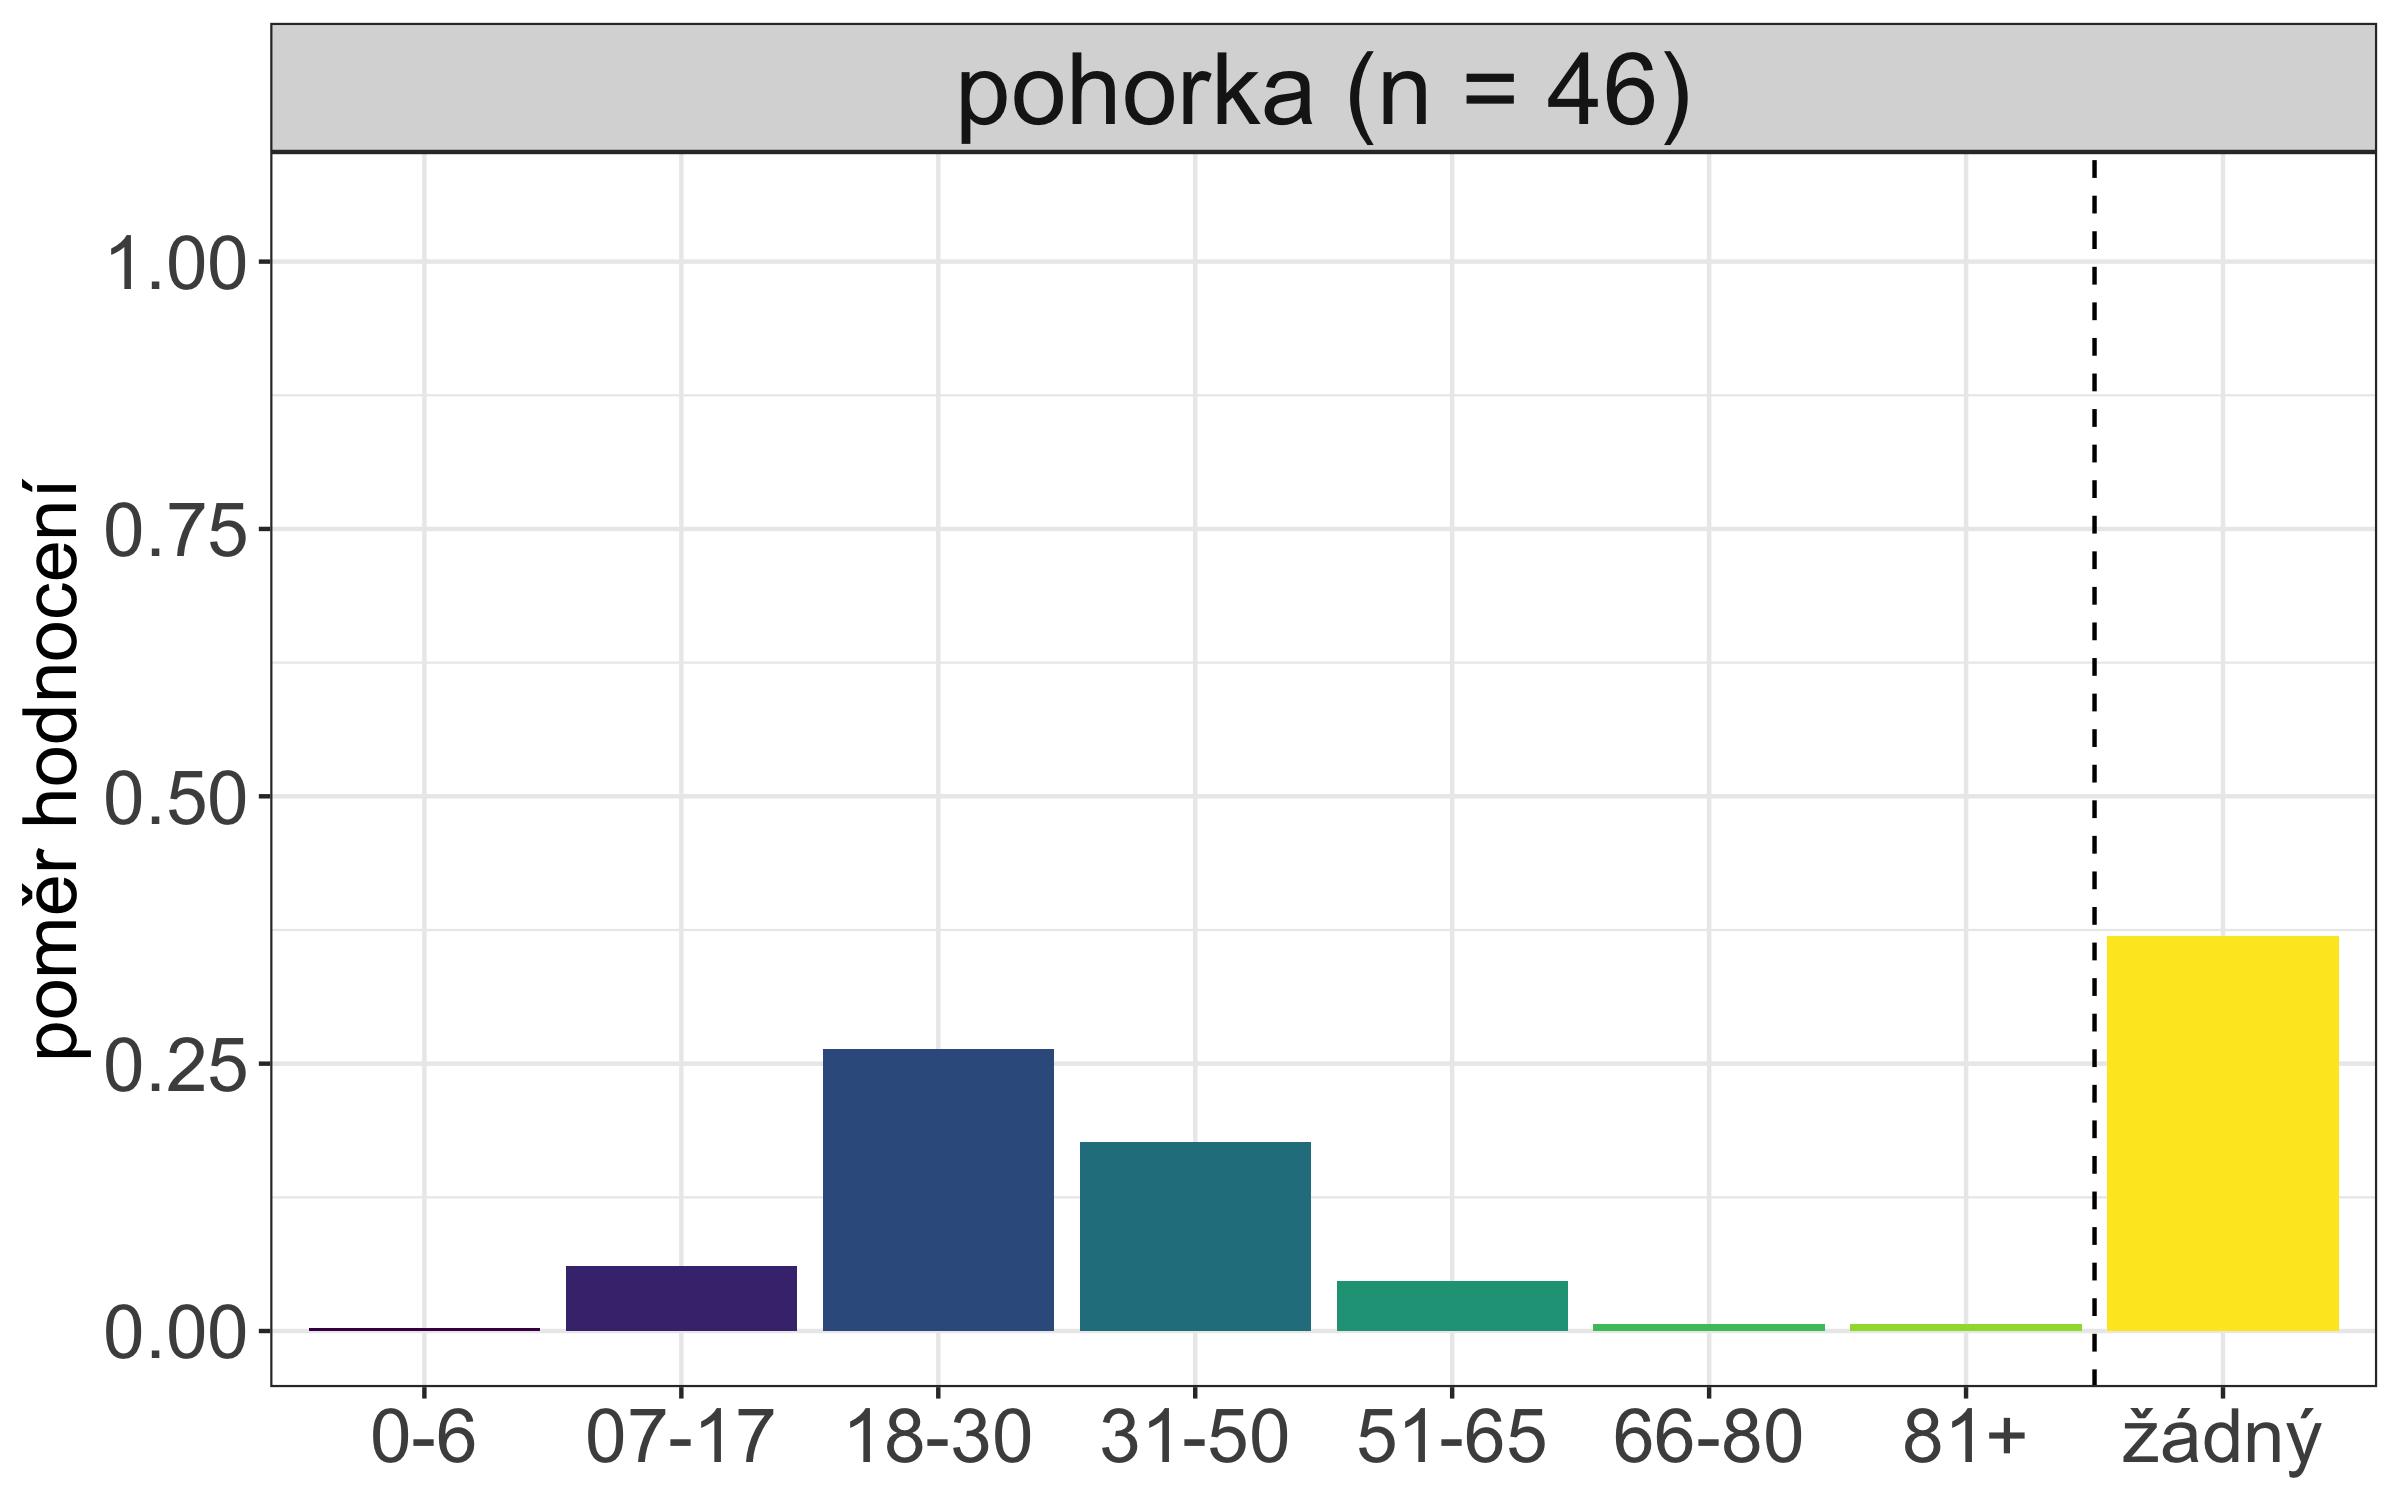 pohorka (n = 46)
poměr hodnocení
1.00
0.75
0.50
0.25
0.00
0-6 07-17 18-30 31-50 51-65 66-80 81+ žádný